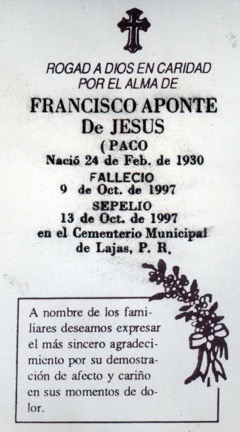 ROGAD A DIOS EN CARIDAD
POR EL ALMA DE
FRANCISCO APONTE
De JESUS
(PACO
Nació 24 de Feb. de 1930
FALLECIO
9 de Oct. de 1997
SEPELIO
13 de Oct. de 1997
en el Cementerio Municipal
de Lajas, P. R.
A nombre de los fami-
liares deseamos expresar
el más sincero agradeci-
miento por su demostra-
ción de afecto y cariño
en sus momentos de do-
lor.